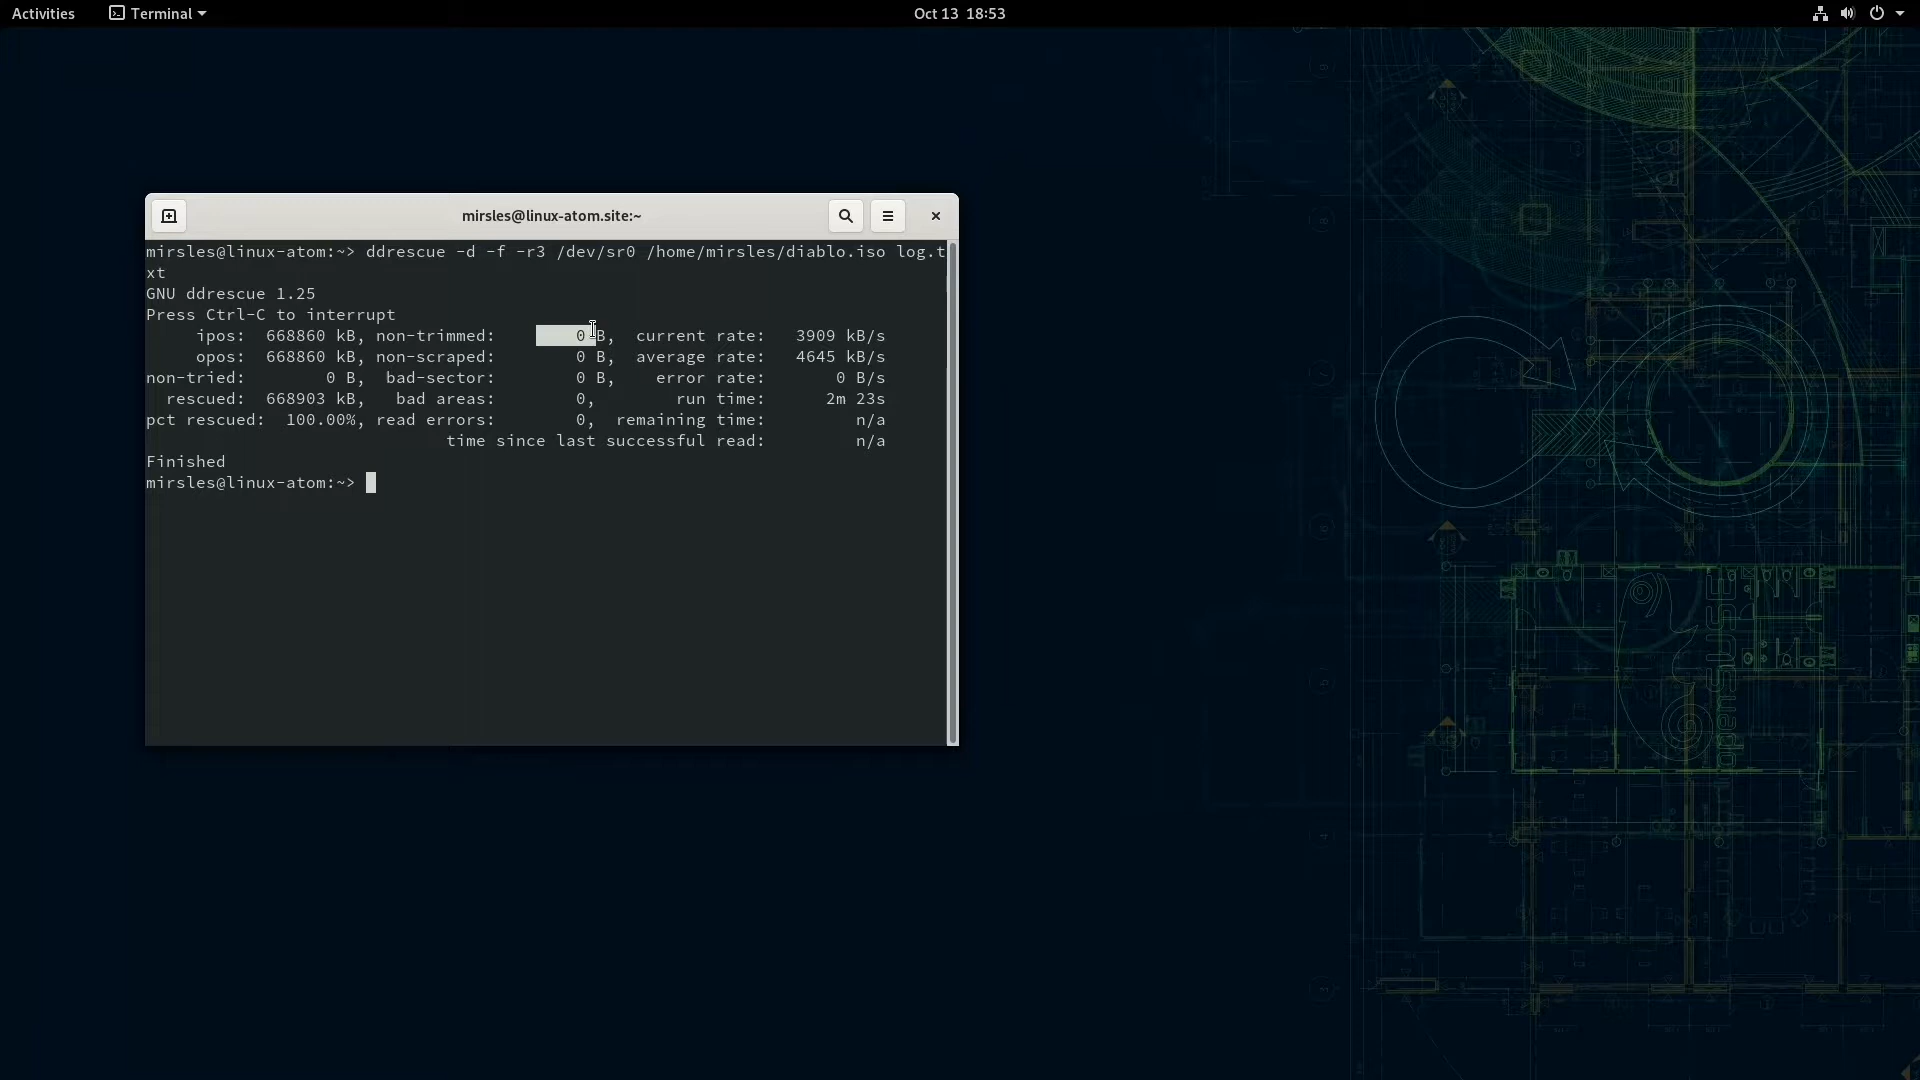 Activities Terminal Oct 13 18:53
mirsles@linux-atom.site:~
mirsles@linux-atom:~> ddrescue -d -f -r3 /dev/sr0 /home/mirsles/diablo.iso log.t
xt
GNU ddrescue 1.25
Press Ctrl-C to interrupt
ipos: 668860 kB, non-trimmed: 0 B, current rate: 3909 kB/s
opos: 668860 kB, non-scraped: 0 B, average rate: 4645 kB/s
non-tried: 0 B, bad-sector: 0 B, error rate: 0 B/s
rescued: 668903 kB, bad areas: 0, run time: 2m 23s
pct rescued: 100.00%, read errors: 0, remaining time: n/a
time since last successful read: n/a
Finished
mirsles@linux-atom:~>
openSUSE